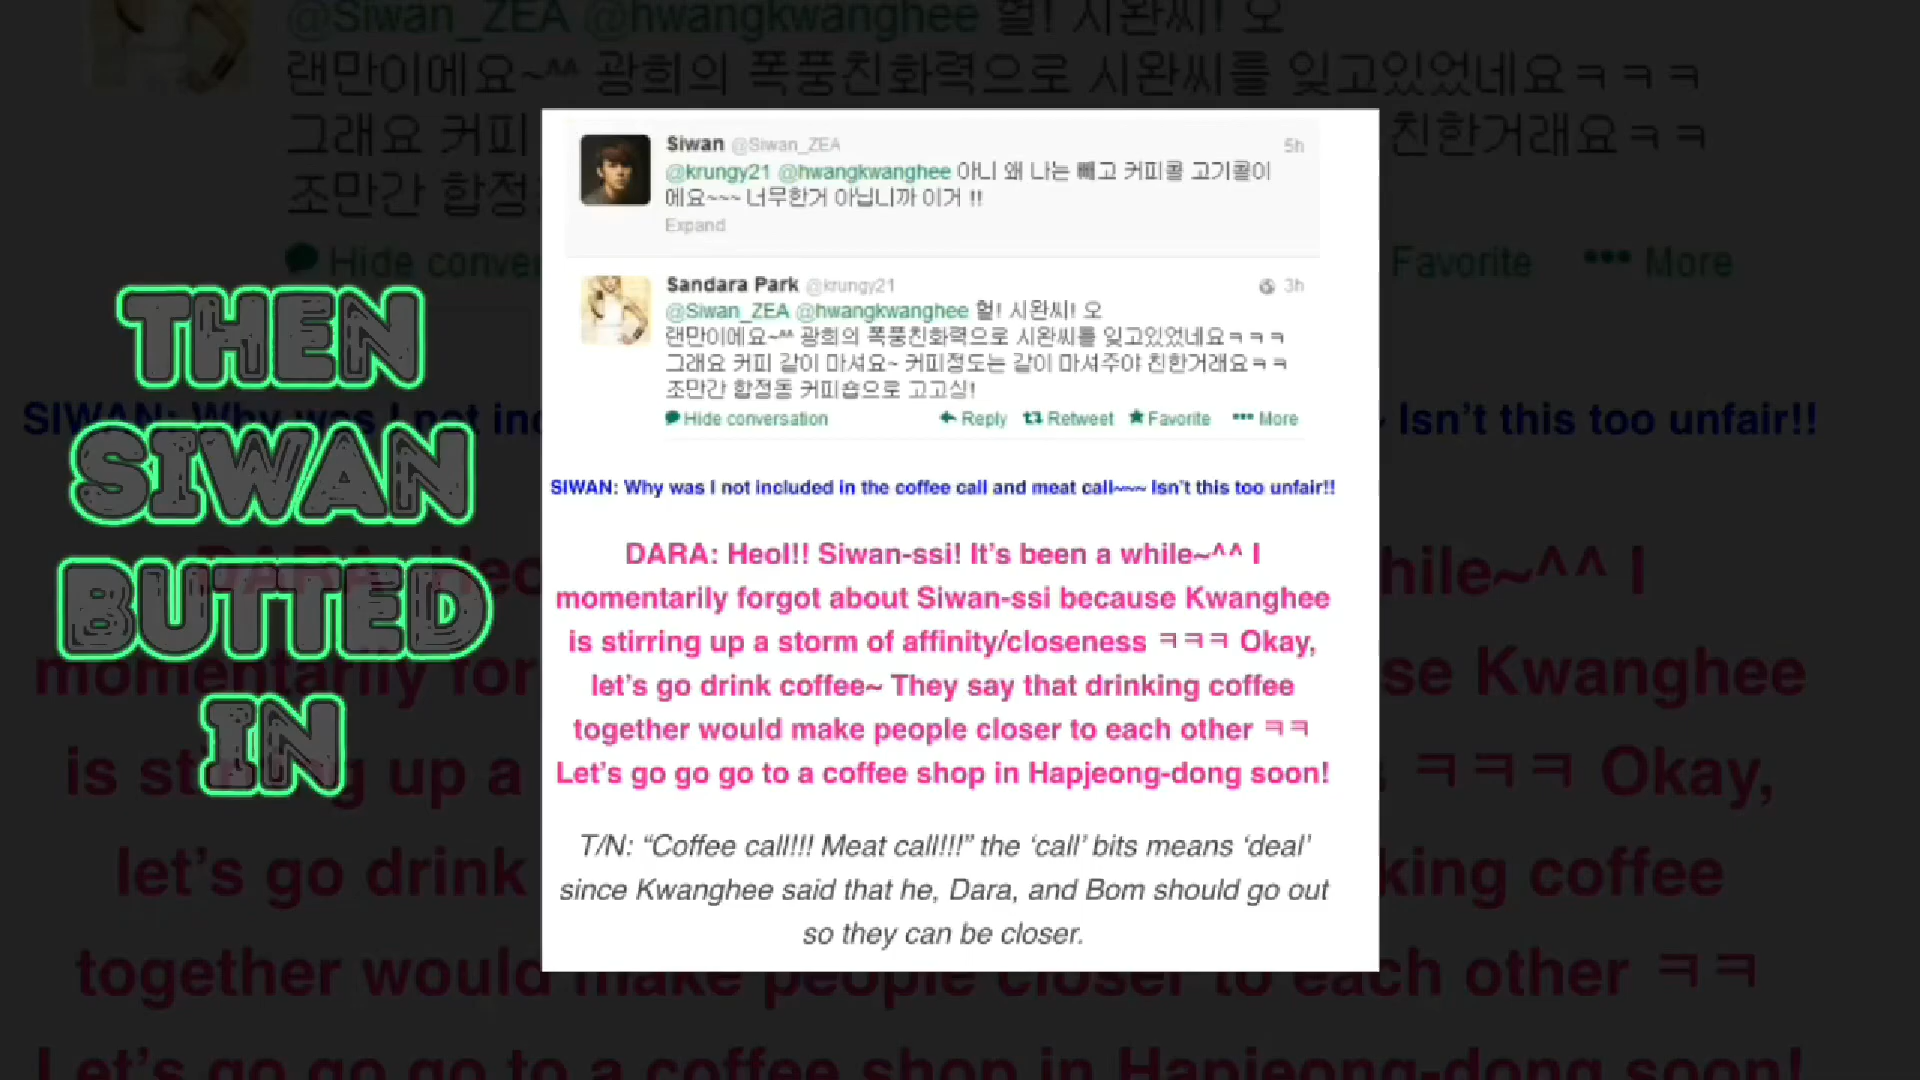 THEN
SIWAN
BUTTED
IN
Siwan @Siwan_ZEA 5h
@krungy21 @hwangkwanghee 아니 왜 나는 빼고 커피콜 고기콜이
에요~~~ 너무한거 아닙니까 이거 !!
Expand
Sandara Park @krungy21 3h
@Siwan_ZEA @hwangkwanghee 헐! 시완씨! 오
랜만이에요~^^ 광희의 폭풍친화력으로 시완씨를 잊고있었네요ㅋㅋㅋ
그래요 커피 같이 마셔요~ 커피정도는 같이 마셔주야 친한거래요ㅋㅋ
조만간 합정동 커피숍으로 고고싱!
Hide conversation Reply Retweet Favorite More
SIWAN: Why was I not included in the coffee call and meat call~~~ Isn't this too unfair!!
DARA: Heol!! Siwan-ssi! It's been a while~^^ I
momentarily forgot about Siwan-ssi because Kwanghee
is stirring up a storm of affinity/closeness ㅋㅋㅋ Okay,
let's go drink coffee~ They say that drinking coffee
together would make people closer to each other ㅋㅋ
Let's go go go to a coffee shop in Hapjeong-dong soon!
T/N: “Coffee call!!! Meat call!!!” the ‘call’ bits means ‘deal’
since Kwanghee said that he, Dara, and Bom should go out
so they can be closer.